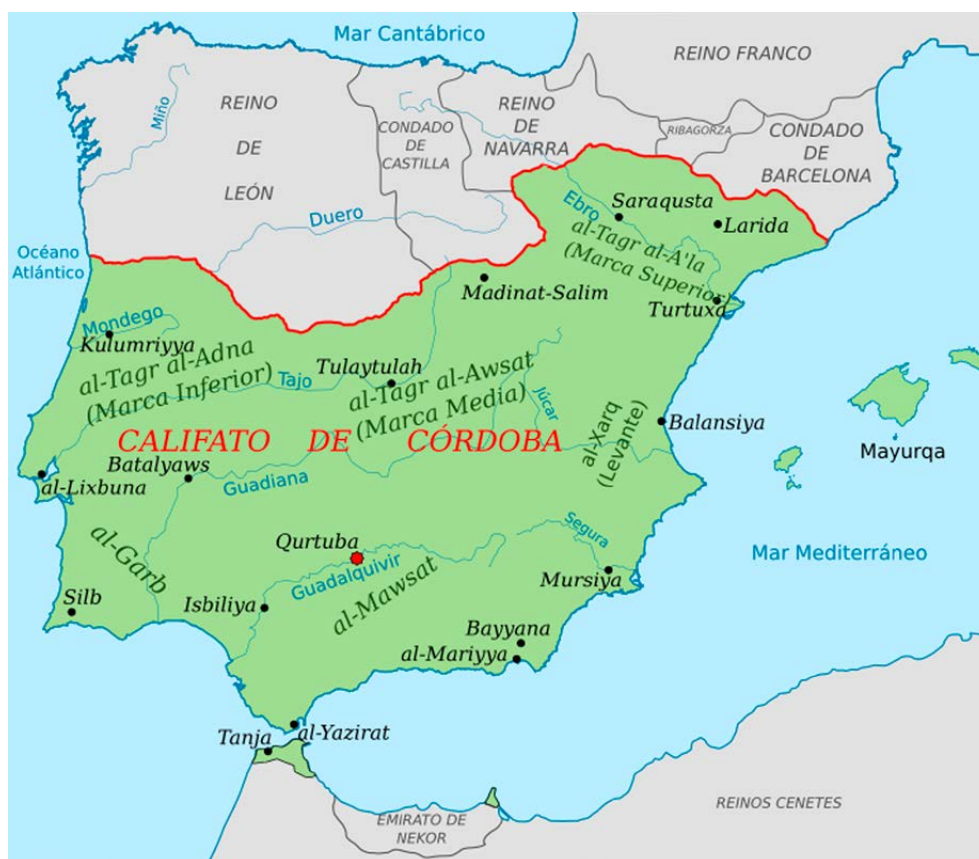 Mar Cantábrico
REINO FRANCO
REINO
DE
LEÓN
Miño
CONDADO
DE
CASTILLA
REINO
DE
NAVARRA
RIBAGORZA
CONDADO
DE
BARCELONA
Duero
Ebro
Saraqusta
Larida
Océano
Atlántico
al-Tagr al-A'la
(Marca Superior)
Madinat-Salim
Turtuxa
Mondego
Kulumriyya
al-Tagr al-Adna
(Marca Inferior)
Tulaytulah
Tajo
al-Tagr al-Awsat
(Marca Media)
Júcar
al-Xarq
(Levante)
Balansiya
Mayurqa
CALIFATO DE CÓRDOBA
Batalyaws
al-Lixbuna
Guadiana
al-Garb
Qurtuba
Guadalquivir
al-Mawsat
Segura
Mursiya
Mar Mediterráneo
Silb
Isbiliya
Bayyana
al-Mariyya
Tanja
al-Yazirat
EMIRATO DE
NEKOR
REINOS CENETES